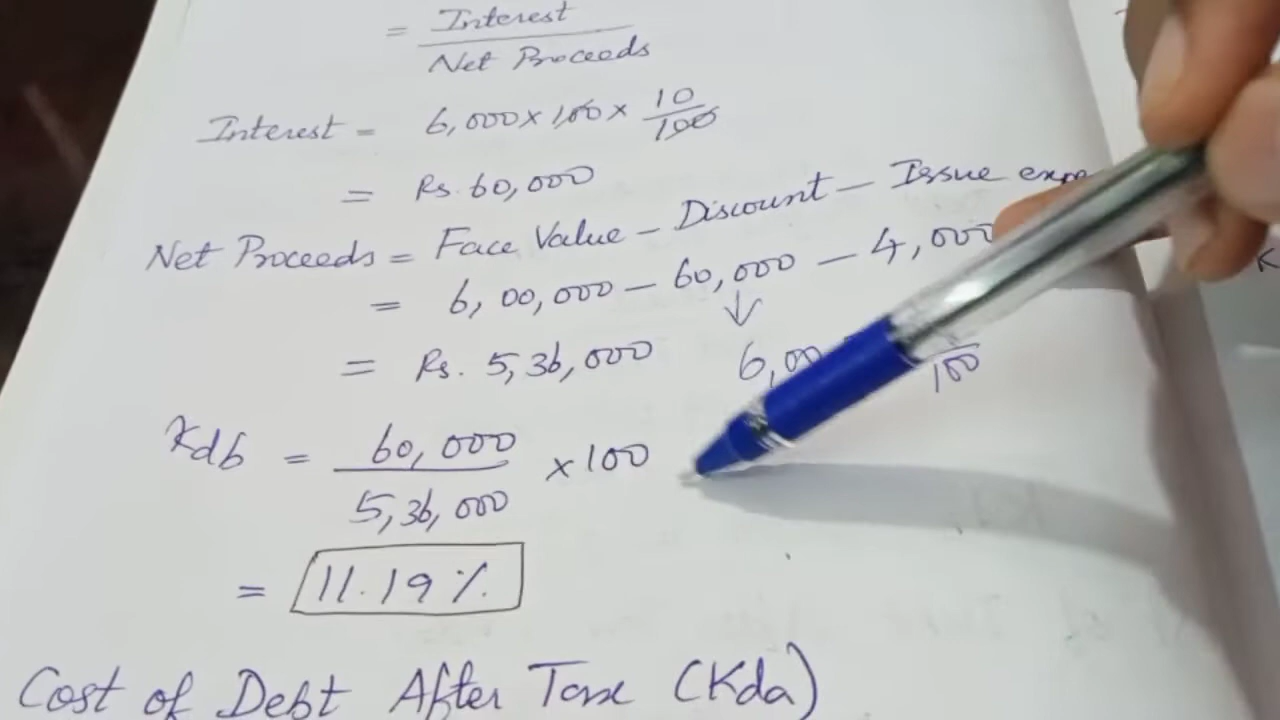 = Interest / Net Proceeds
Interest = 6,000 × 100 × 10/100
= Rs. 60,000
Net Proceeds = Face Value - Discount - Issue
= 6,00,000 - 60,000 - 4,000
= Rs. 5,36,000
100
Kdb = 60,000 / 5,36,000 × 100
= 11.19 %
Cost of Debt After Tax (Kda)